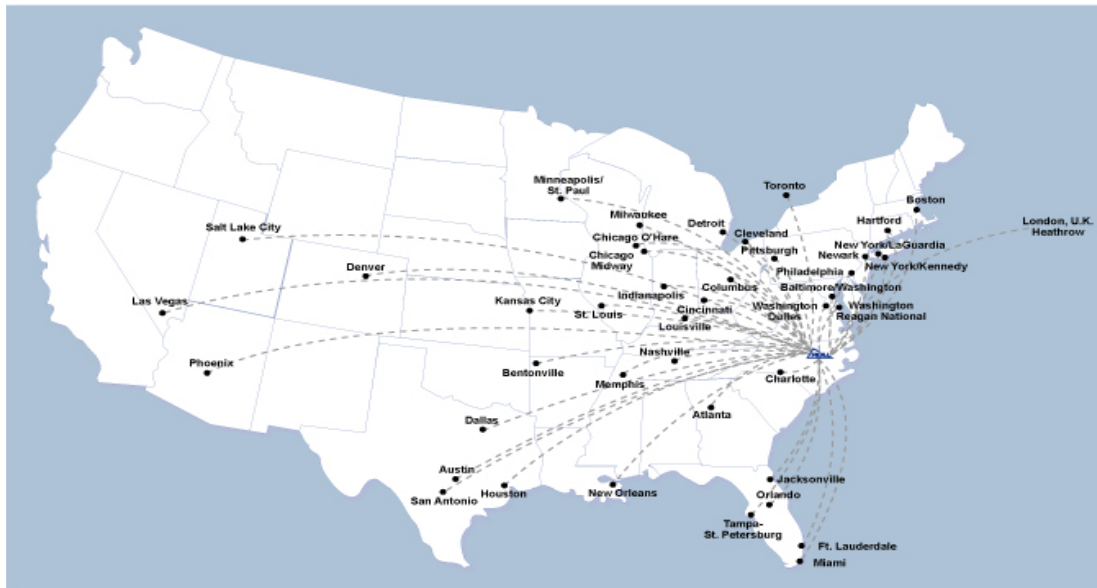 Minneapolis/
St. Paul
Toronto
Boston
Milwaukee
Detroit
Hartford
London, U.K.
Heathrow
Salt Lake City
Chicago O'Hare
Cleveland
Chicago
Midway
Pittsburgh
New York/LaGuardia
Newark
New York/Kennedy
Denver
Philadelphia
Columbus
Baltimore/Washington
Indianapolis
Las Vegas
Kansas City
St. Louis
Cincinnati
Louisville
Washington
Dulles
Washington
Reagan National
Phoenix
Nashville
Bentonville
Memphis
Charlotte
Dallas
Atlanta
Austin
San Antonio
Houston
New Orleans
Jacksonville
Orlando
Tampa-
St. Petersburg
Ft. Lauderdale
Miami